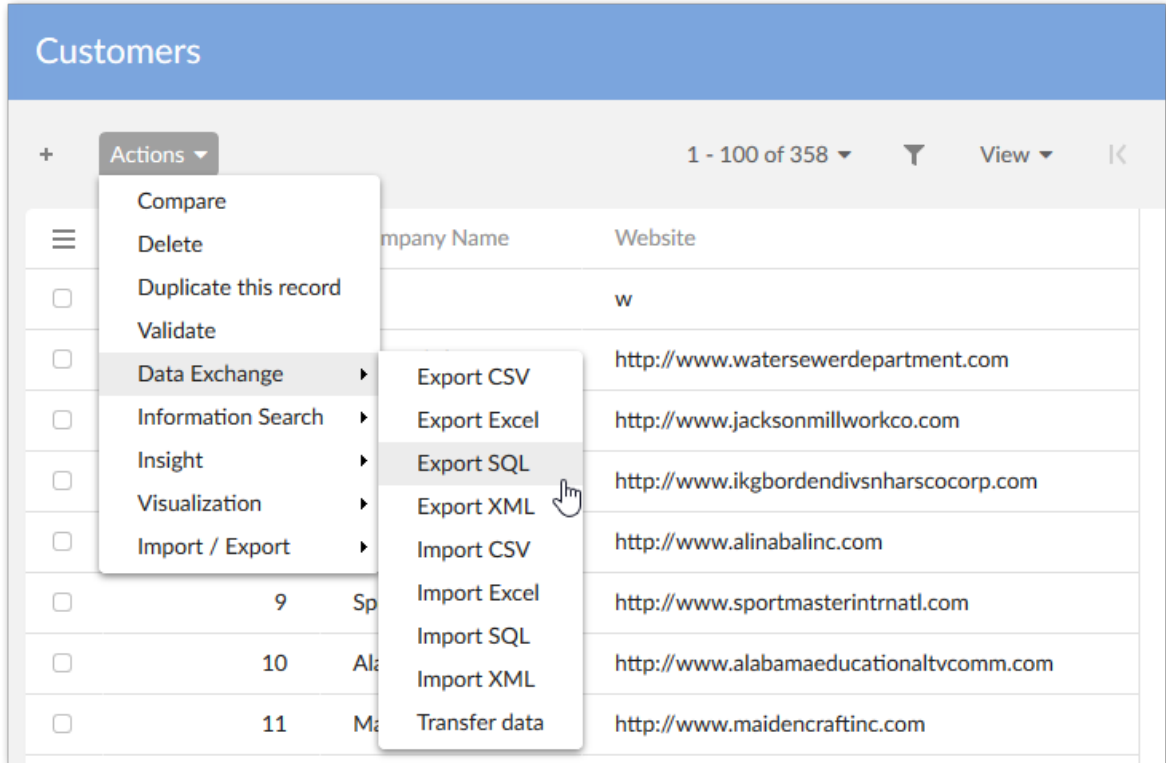 Customers
+ Actions 1 - 100 of 358 View
Compare
Delete
Duplicate this record
Validate
Data Exchange
Information Search
Insight
Visualization
Import / Export
Export CSV
Export Excel
Export SQL
Export XML
Import CSV
Import Excel
Import SQL
Import XML
Transfer data
mpany Name Website
w
http://www.watersewerdepartment.com
http://www.jacksonmillworkco.com
http://www.ikgbordendivsnharscocorp.com
http://www.alinabalinc.com
9 Sp http://www.sportmasterintrnatl.com
10 Ala http://www.alabamaeducationaltvcomm.com
11 Ma http://www.maidencraftinc.com